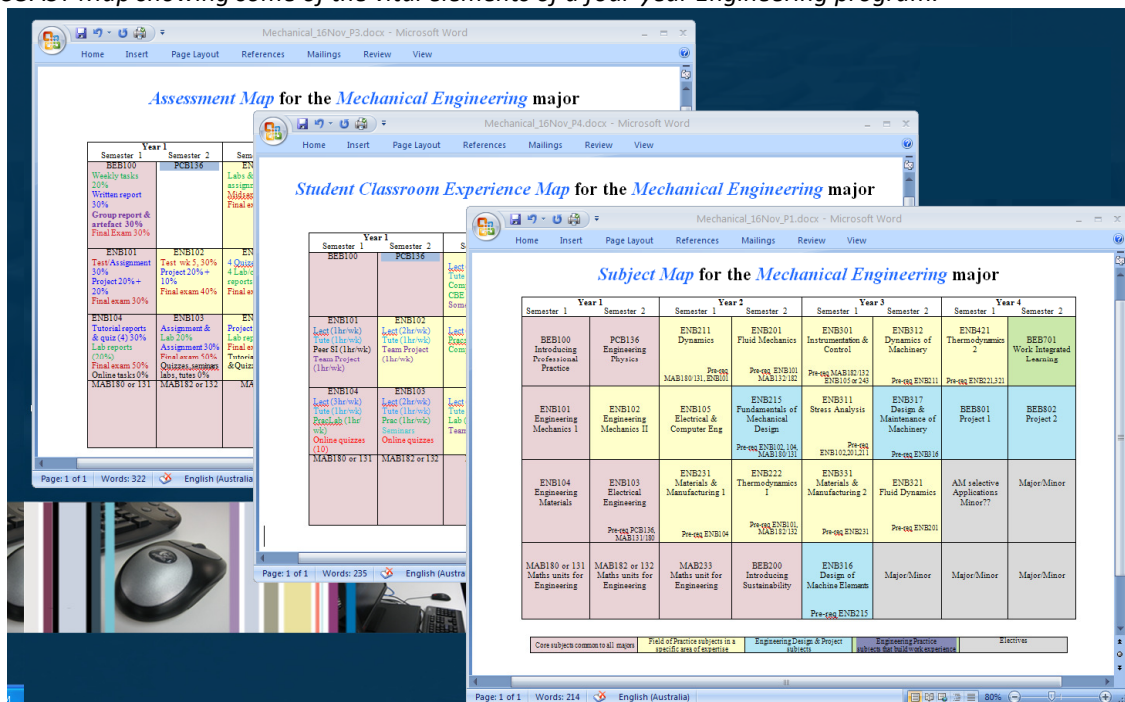 Mechanical_16Nov_P3.docx - Microsoft Word
Home Insert Page Layout References Mailings Review View
Assessment Map for the Mechanical Engineering major
Year 1
Semester 1 Semester 2
BEB100
Weekly tasks
20%
Written report
30%
Group report &
artefact 30%
Final Exam 30%
PCB136
Labs &
ENB101
Test/Assignment
30%
Project 20%+
20%
Final exam 30%
ENB102
Test wk 5, 30%
Project 20%+
10%
Final exam 40%
reports
ENB104
Tutorial reports
& quiz (4) 30%
Lab reports
(20%)
Final exam 50%
Online tasks 0%
ENB103
Assignment &
Lab 20%
Assignment 30%
Final exam 50%
Quizzes, seminars
labs, tutes 0%
Project
&Quiz
MAB180 or 131 MAB182 or 132
Page: 1 of 1 Words: 322 English (Australia)
Mechanical_16Nov_P4.docx - Microsoft Word
Home Insert Page Layout References Mailings Review View
Student Classroom Experience Map for the Mechanical Engineering major
Year 1
Semester 1 Semester 2
BEB100 PCB136
CBE
ENB101
Lect (1hr/wk)
Tute (1hr/wk)
Peer SI (1hr/wk)
Team Project
(1hr/wk)
ENB102
Lect (2hr/wk)
Tute (1hr/wk)
Team Project
(1hr/wk)
ENB104
Lect (3hr/wk)
Tute (1hr/wk)
PracLab (1hr/
wk)
Online quizzes
(10)
ENB103
Lect (2hr/wk)
Tute (1hr/wk)
Prac (1hr/wk)
Seminars
Online quizzes
MAB180 or 131 MAB182 or 132
Page: 1 of 1 Words: 235 English (Austra
Mechanical_16Nov_P1.docx - Microsoft Word
Home Insert Page Layout References Mailings Review View
Subject Map for the Mechanical Engineering major
Year 1 Year 2 Year 3 Year 4
Semester 1 Semester 2 Semester 1 Semester 2 Semester 1 Semester 2 Semester 1 Semester 2
BEB100
Introducing
Professional
Practice
PCB136
Engineering
Physics
ENB211
Dynamics
Pre-req
MAB180/131, ENB101
ENB201
Fluid Mechanics
Pre-req ENB101
MAB132/182
ENB301
Instrumentation &
Control
Pre-req MAB182/132
ENB105 or 243
ENB312
Dynamics of
Machinery
Pre-req ENB211
ENB421
Thermodynamics
2
Pre-req ENB221,321
BEB701
Work Integrated
Learning
ENB101
Engineering
Mechanics 1
ENB102
Engineering
Mechanics II
ENB105
Electrical &
Computer Eng
ENB215
Fundamentals of
Mechanical
Design
Pre-req ENB102, 104,
MAB180/131
ENB311
Stress Analysis
Pre-req
ENB102,201,211
ENB317
Design &
Maintenance of
Machinery
Pre-req ENB316
BEB801
Project 1
BEB802
Project 2
ENB104
Engineering
Materials
ENB103
Electrical
Engineering
Pre-req PCB136,
MAB131/180
ENB231
Materials &
Manufacturing 1
Pre-req ENB104
ENB222
Thermodynamics
I
Pre-req ENB101,
MAB182/132
ENB331
Materials &
Manufacturing 2
Pre-req ENB231
ENB321
Fluid Dynamics
Pre-req ENB201
AM selective
Applications
Minor??
Major/Minor
MAB180 or 131
Maths units for
Engineering
MAB182 or 132
Maths units for
Engineering
MAB233
Maths unit for
Engineering
BEB200
Introducing
Sustainability
ENB316
Design of
Machine Elements
Pre-req ENB215
Major/Minor
Major/Minor
Major/Minor
Core subjects common to all majors
Field of Practice subjects in a
specific area of expertise
Engineering Design & Project
subjects
Engineering Practice
subjects that build work experience
Electives
Page: 1 of 1 Words: 214 English (Australia) 80%